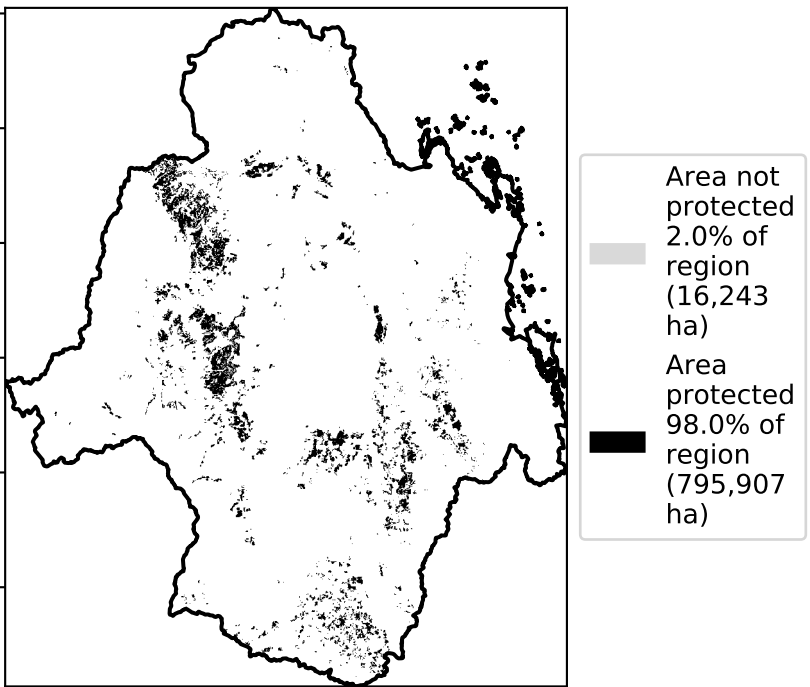 Area not
protected
2.0% of
region
(16,243
ha)
Area
protected
98.0% of
region
(795,907
ha)